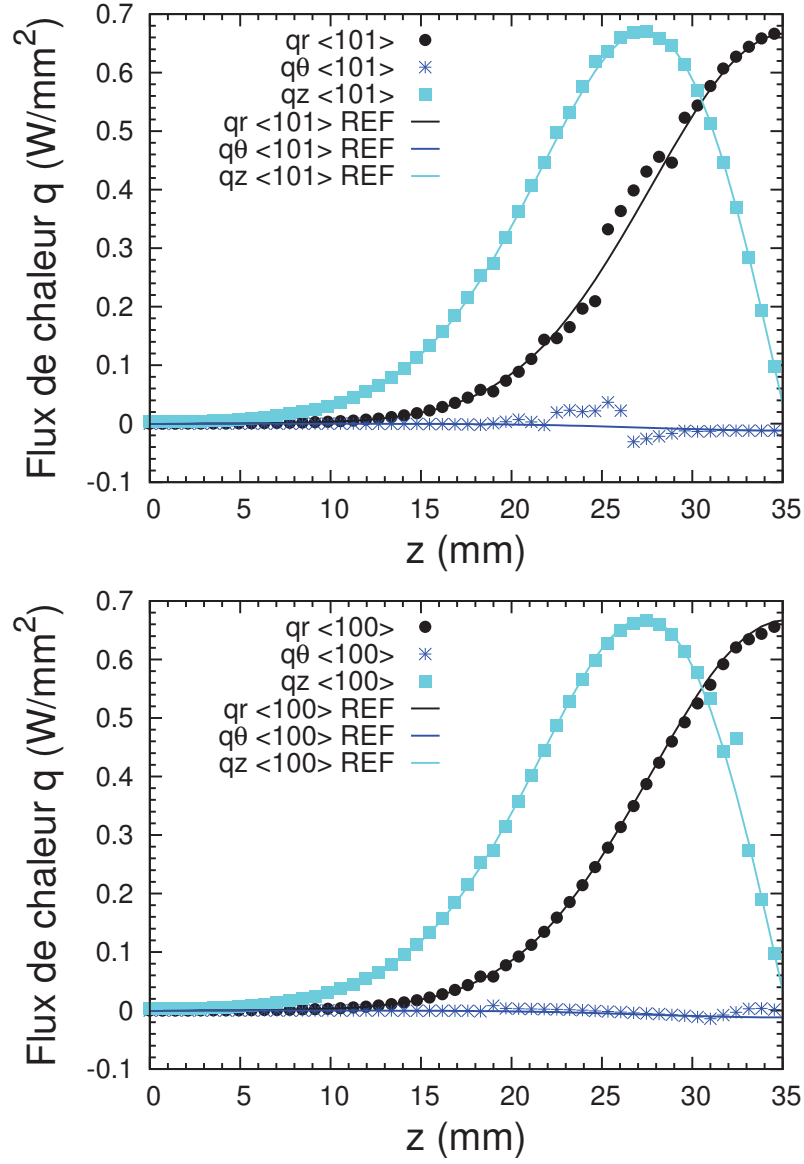 Flux de chaleur q (W/mm²)
0.7
0.6
0.5
0.4
0.3
0.2
0.1
0
-0.1
qr <101>
qθ <101>
qz <101>
qr <101> REF
qθ <101> REF
qz <101> REF
0 5 10 15 20 25 30 35
z (mm)
Flux de chaleur q (W/mm²)
0.7
0.6
0.5
0.4
0.3
0.2
0.1
0
-0.1
qr <100>
qθ <100>
qz <100>
qr <100> REF
qθ <100> REF
qz <100> REF
0 5 10 15 20 25 30 35
z (mm)